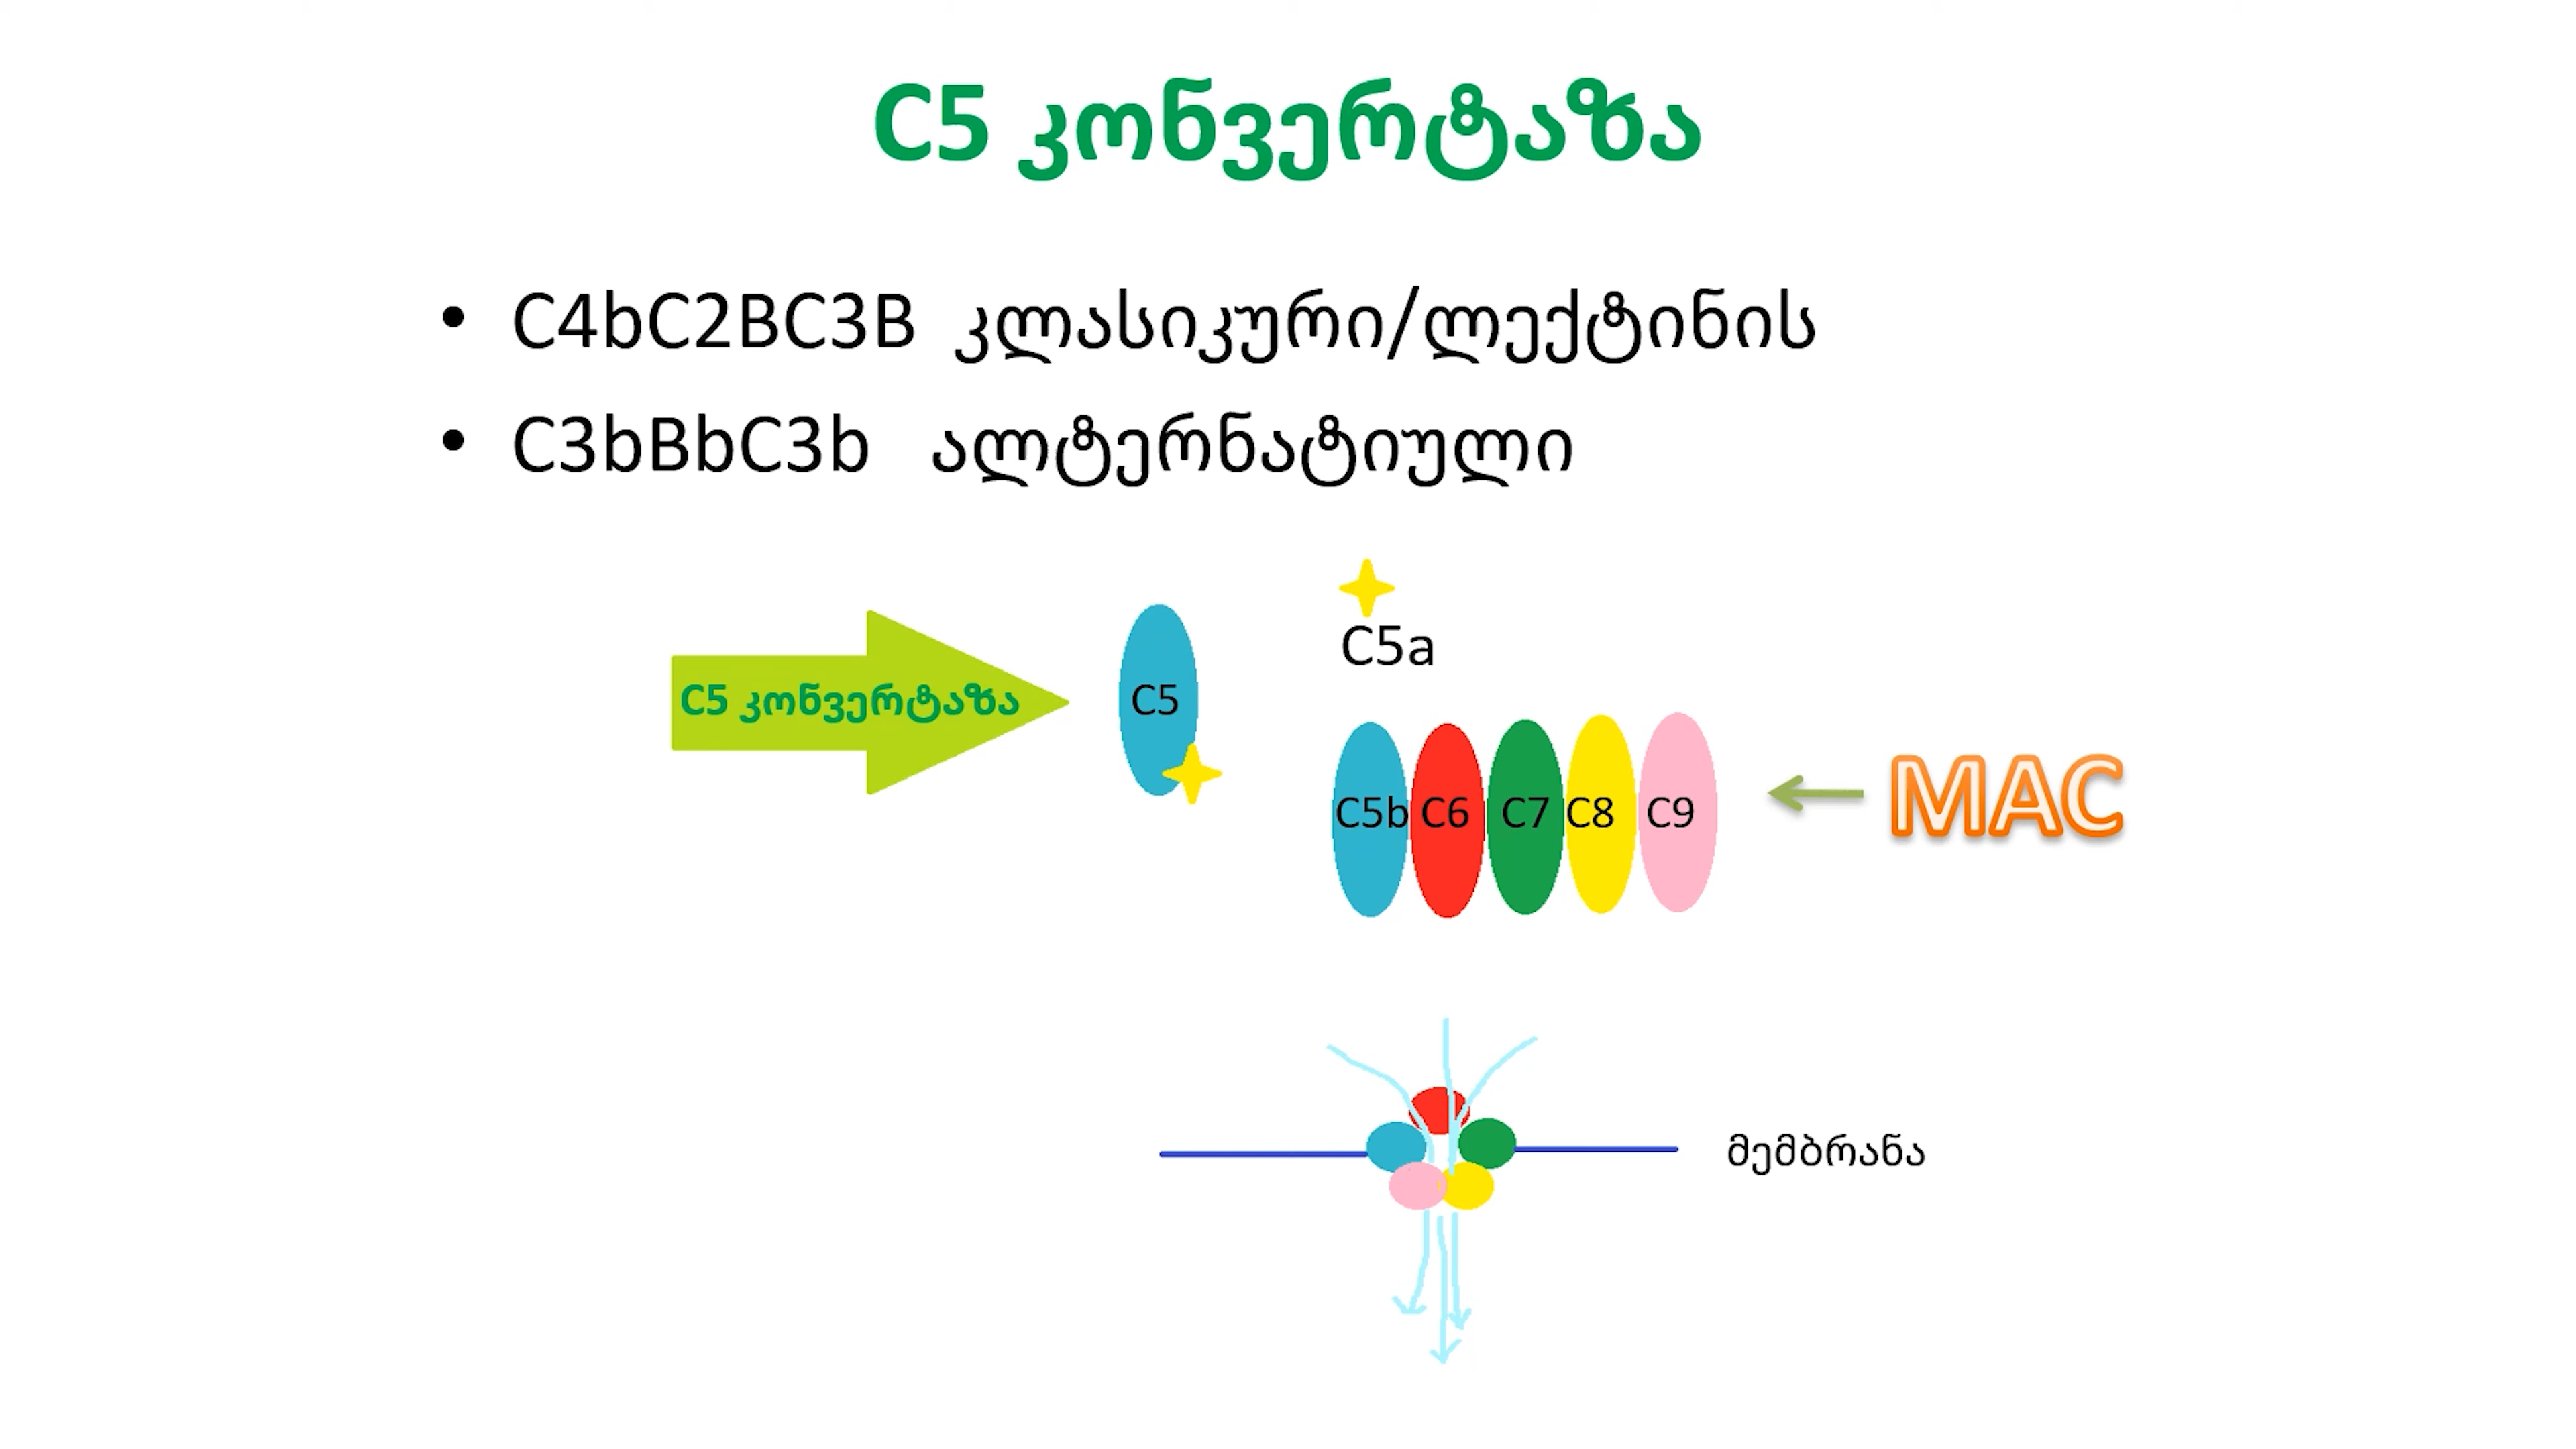 C5 კონვერტაზა
• C4bC2BC3B კლასიკური/ლექტინის
• C3bBbC3b ალტერნატიული
C5a
C5 კონვერტაზა
C5
C5b C6 C7 C8 C9
MAC
მემბრანა